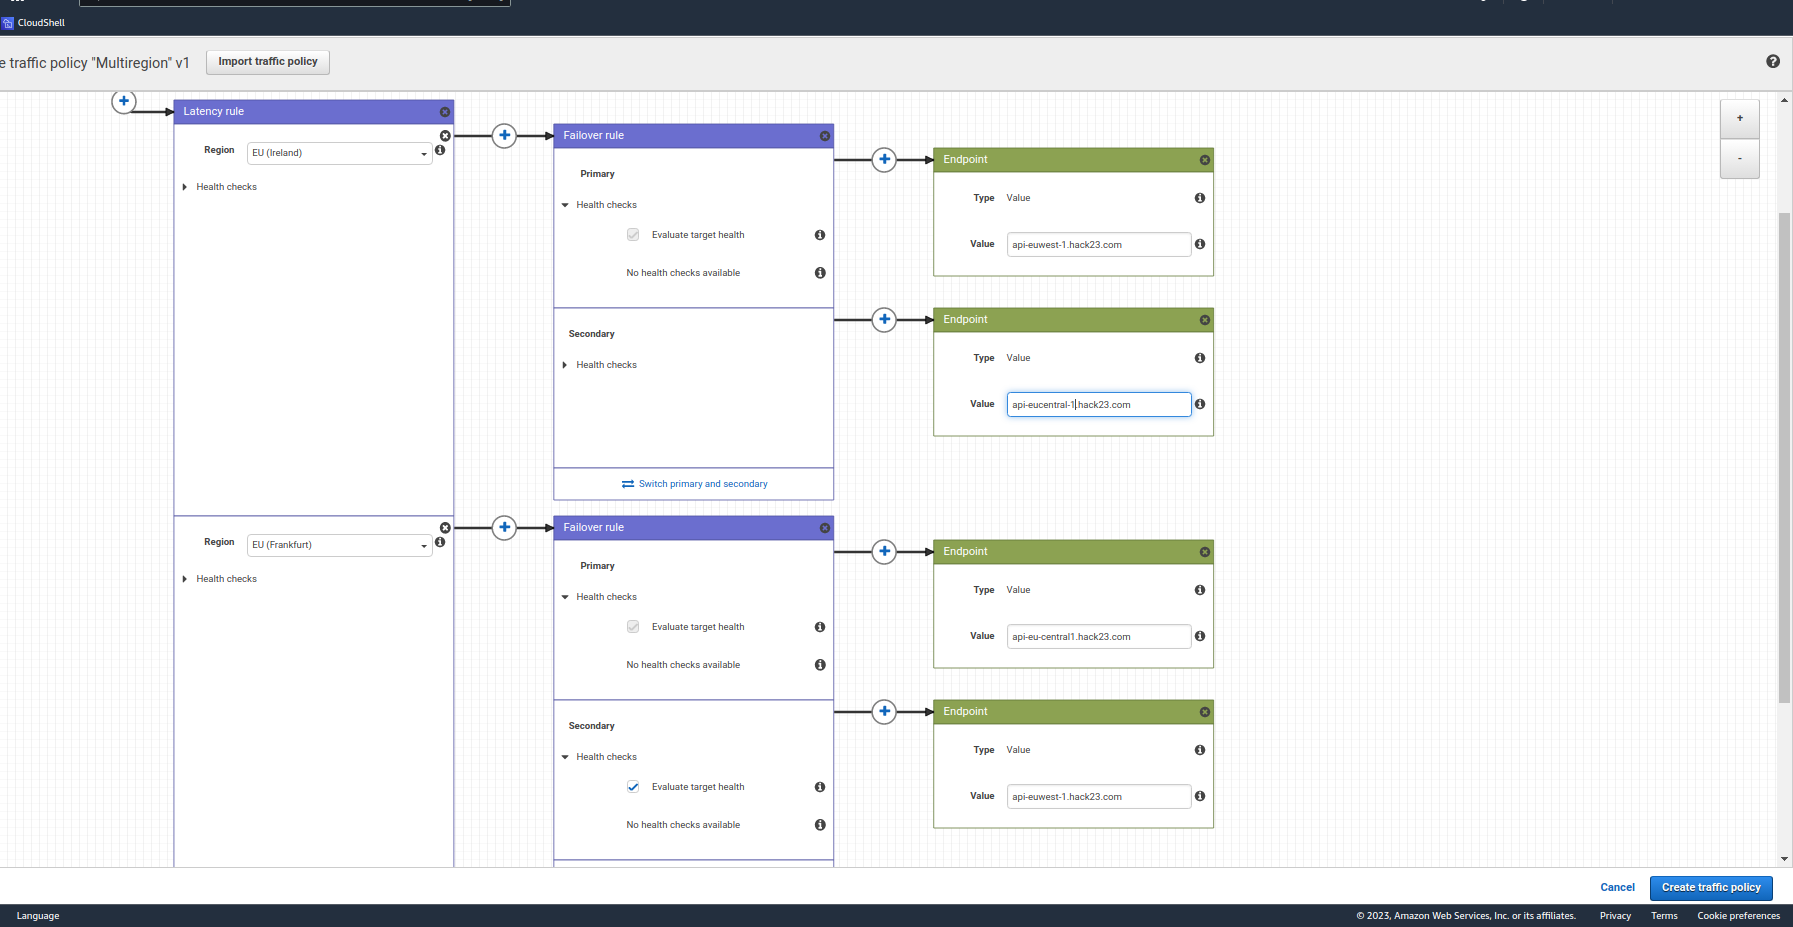 CloudShell
e traffic policy "Multiregion" v1
Import traffic policy
Latency rule
Region
EU (Ireland)
Health checks
Failover rule
Primary
Health checks
Evaluate target health
No health checks available
Secondary
Health checks
Switch primary and secondary
Endpoint
Type Value
Value api-euwest-1.hack23.com
Endpoint
Type Value
Value api-eucentral-1.hack23.com
+
-
Region
EU (Frankfurt)
Health checks
Failover rule
Primary
Health checks
Evaluate target health
No health checks available
Secondary
Health checks
Evaluate target health
No health checks available
Endpoint
Type Value
Value api-eu-central1.hack23.com
Endpoint
Type Value
Value api-euwest-1.hack23.com
Cancel
Create traffic policy
Language
© 2023, Amazon Web Services, Inc. or its affiliates.
Privacy
Terms
Cookie preferences